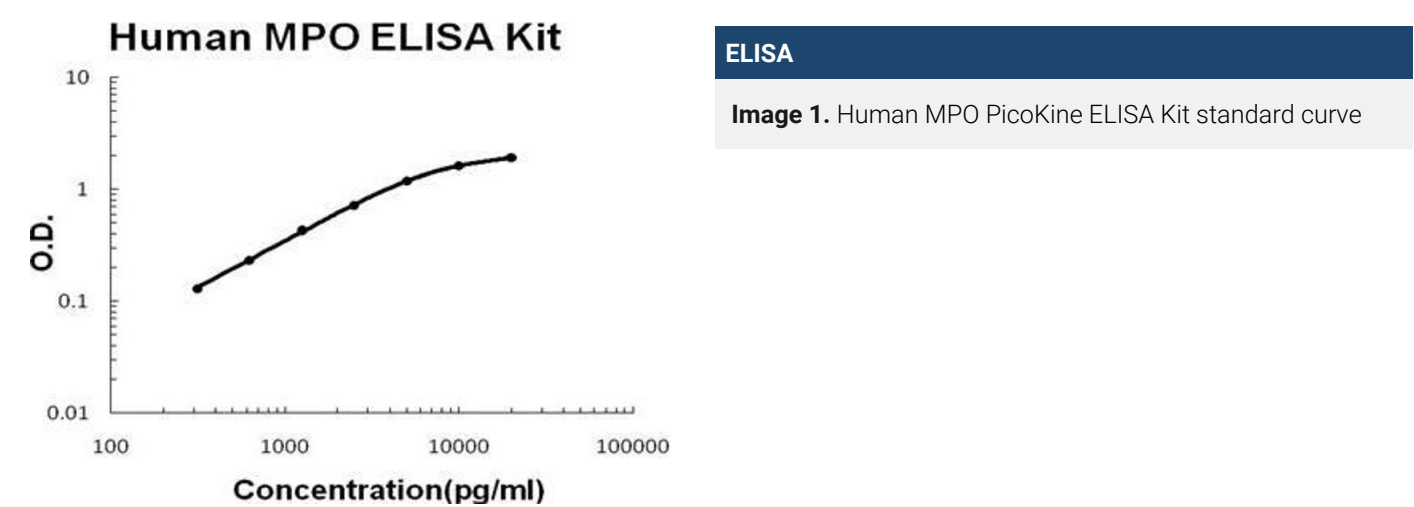 Human MPO ELISA Kit
10
1
0.1
0.01
O.D.
100 1000 10000 100000
Concentration(pg/ml)
ELISA
Image 1. Human MPO PicoKine ELISA Kit standard curve